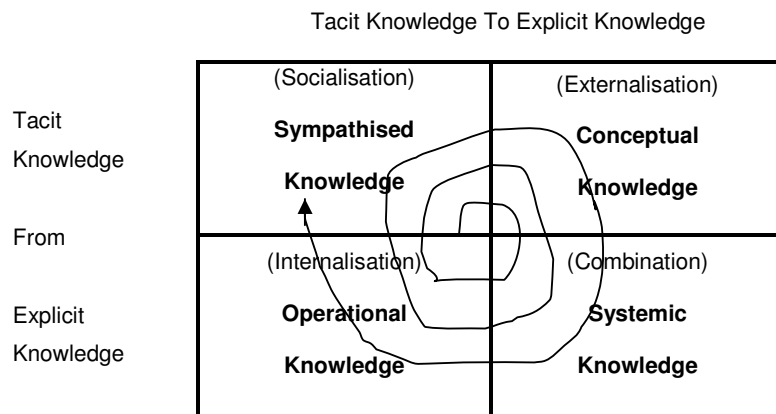 Tacit Knowledge To Explicit Knowledge
(Socialisation)
Sympathised
Knowledge
(Externalisation)
Conceptual
Knowledge
Tacit
Knowledge
From
Explicit
Knowledge
(Internalisation)
Operational
Knowledge
(Combination)
Systemic
Knowledge